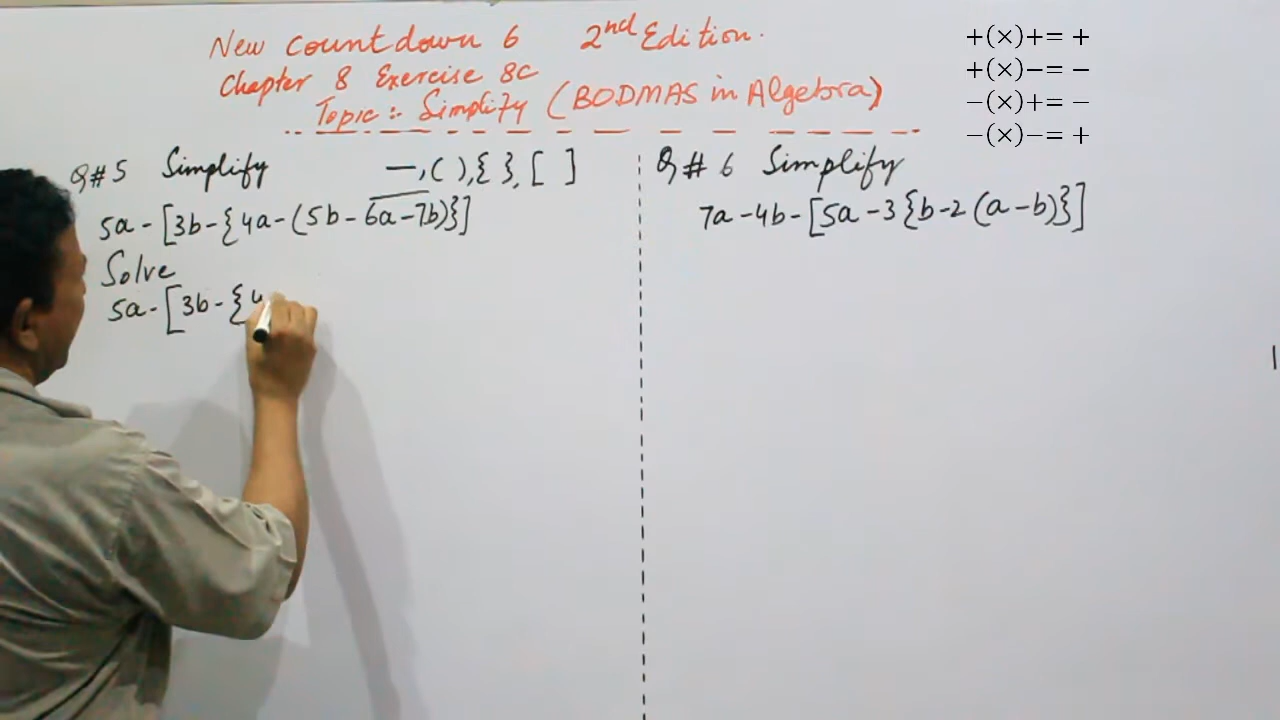 New countdown 6 2nd Edition.
Chapter 8 Exercise 8C
Topic :- Simplify (BODMAS in Algebra)
+(×)+= +
+(×)−= −
−(×)+= −
−(×)−= +
Q#5 Simplify —,( ),{ },[ ]
5a-[3b-{4a-(5b-6a̅-̅7̅b̅)}]
Solve
5a-[3b-{4
Q#6 Simplify
7a-4b-[5a-3{b-2(a-b)}]